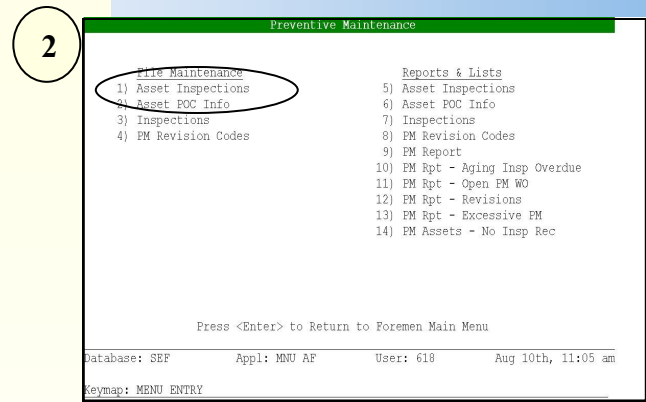 2
Preventive Maintenance
File Maintenance
1) Asset Inspections
2) Asset POC Info
3) Inspections
4) PM Revision Codes
Reports & Lists
5) Asset Inspections
6) Asset POC Info
7) Inspections
8) PM Revision Codes
9) PM Report
10) PM Rpt - Aging Insp Overdue
11) PM Rpt - Open PM WO
12) PM Rpt - Revisions
13) PM Rpt - Excessive PM
14) PM Assets - No Insp Rec
Press <Enter> to Return to Foremen Main Menu
Database: SEF Appl: MNU AF User: 618 Aug 10th, 11:05 am
Keymap: MENU ENTRY